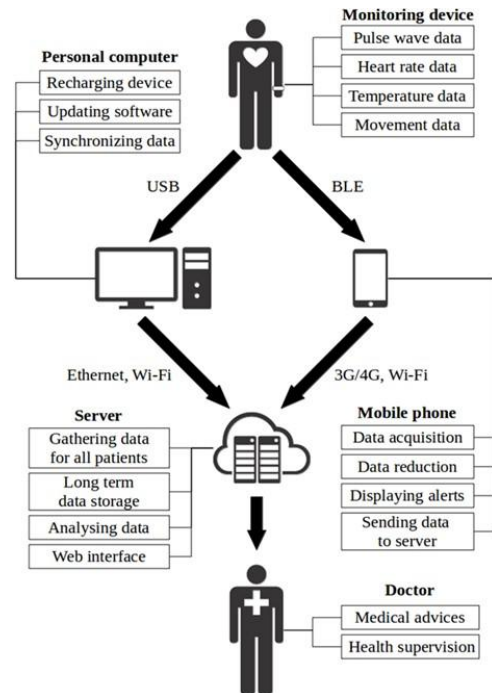 Monitoring device
Pulse wave data
Heart rate data
Temperature data
Movement data
Personal computer
Recharging device
Updating software
Synchronizing data
USB
BLE
Ethernet, Wi-Fi
3G/4G, Wi-Fi
Server
Gathering data
for all patients
Long term
data storage
Analysing data
Web interface
Mobile phone
Data acquisition
Data reduction
Displaying alerts
Sending data
to server
Doctor
Medical advices
Health supervision